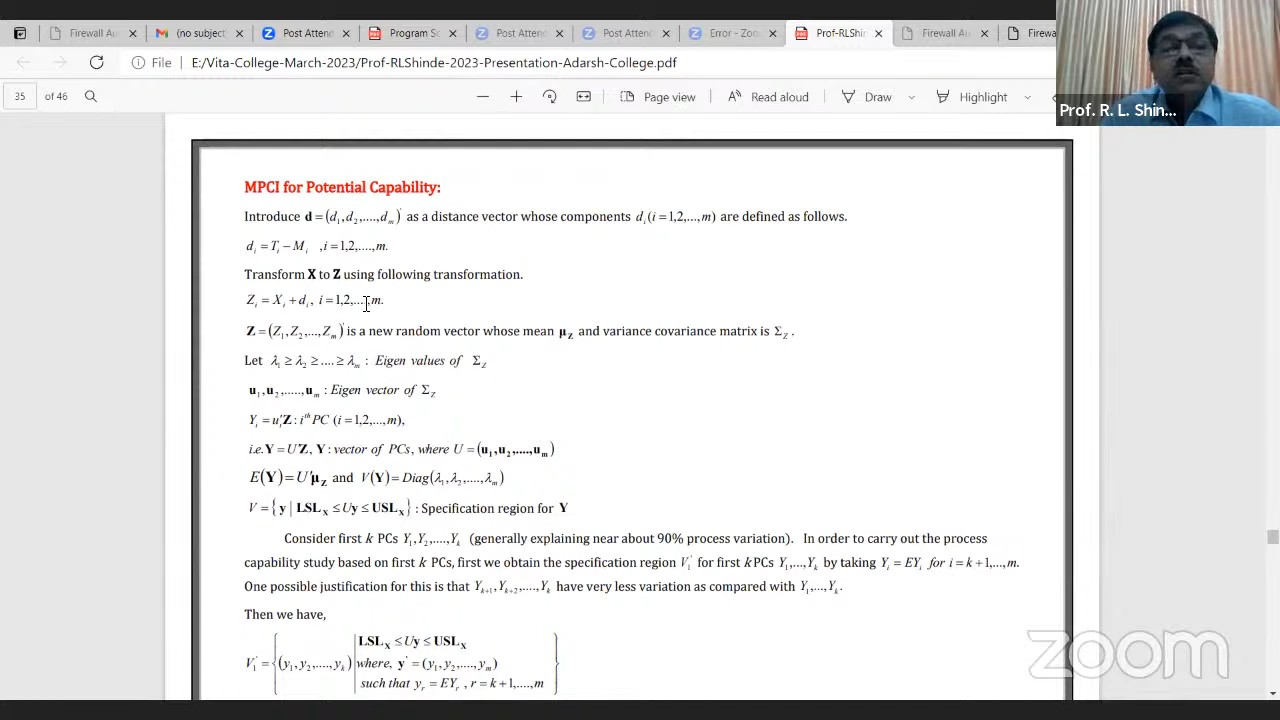 Firewall Au
(no subject
Post Attend
Program Sc
Post Attend
Post Attend
Error - Zoo
Prof-RLShin
Firewall Au
Firewa
File E:/Vita-College-March-2023/Prof-RLShinde-2023-Presentation-Adarsh-College.pdf
35 of 46 Page view Read aloud Draw Highlight
Prof. R. L. Shin...
MPCI for Potential Capability:
Introduce d = (d₁,d₂,....,dₘ)' as a distance vector whose components dᵢ(i = 1,2,...,m) are defined as follows.
dᵢ = Tᵢ − Mᵢ ,i = 1,2,....,m.
Transform X to Z using following transformation.
Zᵢ = Xᵢ + dᵢ, i = 1,2,....,m.
Z = (Z₁,Z₂,...,Zₘ)' is a new random vector whose mean μ_Z and variance covariance matrix is Σ_Z .
Let λ₁ ≥ λ₂ ≥ .... ≥ λₘ : Eigen values of Σ_Z
u₁,u₂,.....,uₘ : Eigen vector of Σ_Z
Yᵢ = uᵢ'Z : iᵗʰ PC (i = 1,2,...,m),
i.e. Y = U'Z, Y : vector of PCs, where U = (u₁,u₂,....,uₘ)
E(Y) = U'μ_Z and V(Y) = Diag(λ₁,λ₂,....,λₘ)
V = {y | LSL_X ≤ Uy ≤ USL_X} : Specification region for Y
Consider first k PCs Y₁,Y₂,....,Yₖ (generally explaining near about 90% process variation). In order to carry out the process
capability study based on first k PCs, first we obtain the specification region V₁' for first k PCs Y₁,...,Yₖ by taking Yᵢ = EYᵢ for i = k+1,...,m.
One possible justification for this is that Yₖ₊₁,Yₖ₊₂,....,Yₖ have very less variation as compared with Y₁,...,Yₖ.
Then we have,
LSL_X ≤ Uy ≤ USL_X
V₁' = {(y₁,y₂,.....,yₖ) | where, y' = (y₁,y₂,....,yₘ)
such that yᵣ = EYᵣ , r = k+1,....,m}
zoom